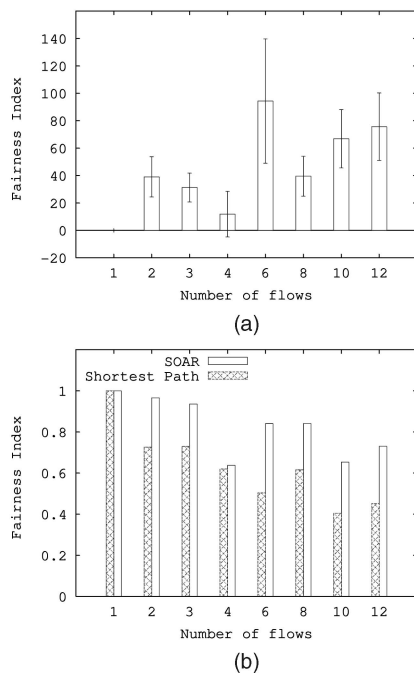 140
120
100
80
60
40
20
0
-20
Fairness Index
1 2 3 4 6 8 10 12
Number of flows
(a)
SOAR
Shortest Path
1
0.8
0.6
0.4
0.2
0
Fairness Index
1 2 3 4 6 8 10 12
Number of flows
(b)